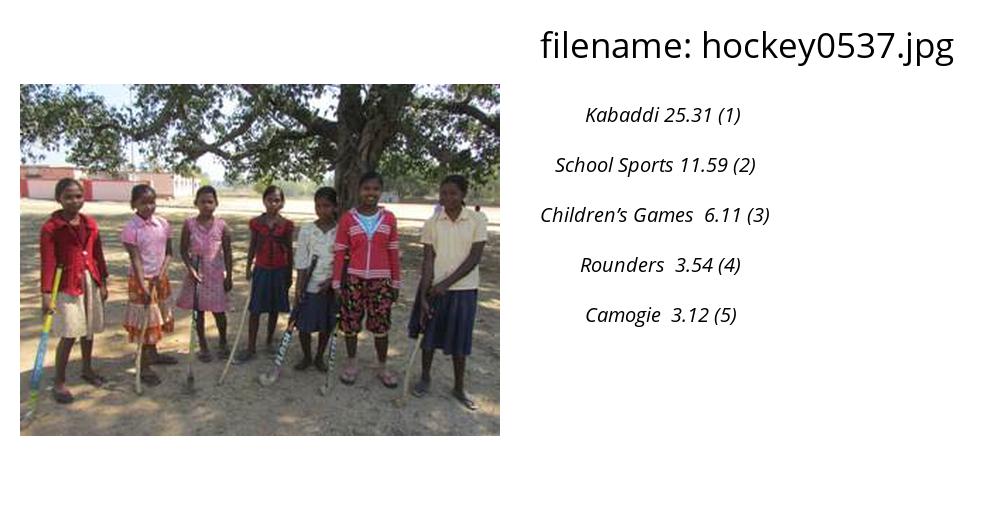 filename: hockey0537.jpg
Kabaddi 25.31 (1)
School Sports 11.59 (2)
Children’s Games 6.11 (3)
Rounders 3.54 (4)
Camogie 3.12 (5)